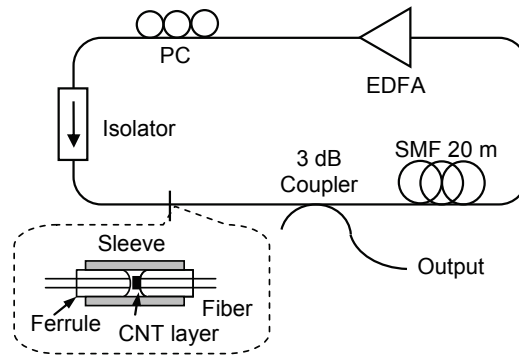 PC
EDFA
Isolator
3 dB
Coupler
SMF 20 m
Sleeve
Output
Fiber
Ferrule
CNT layer